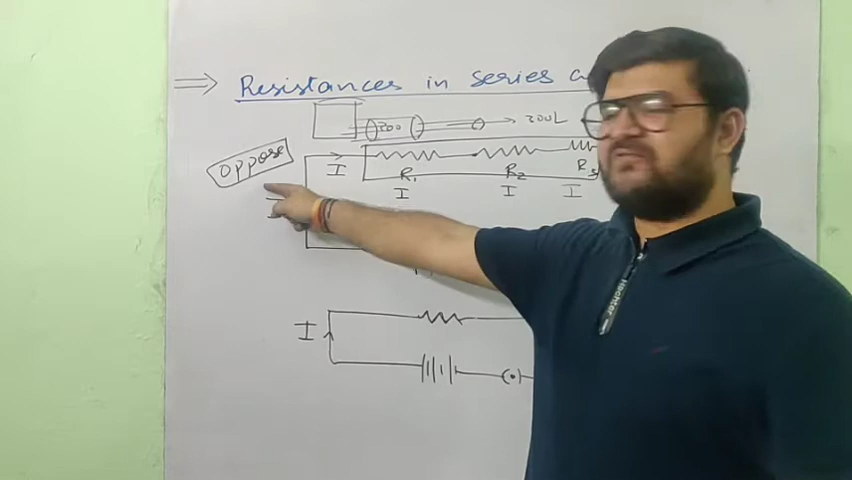 ⇒ Resistances in series a
200 → 200L
oppose
I R₁ R₂ R₃
I I I I
I